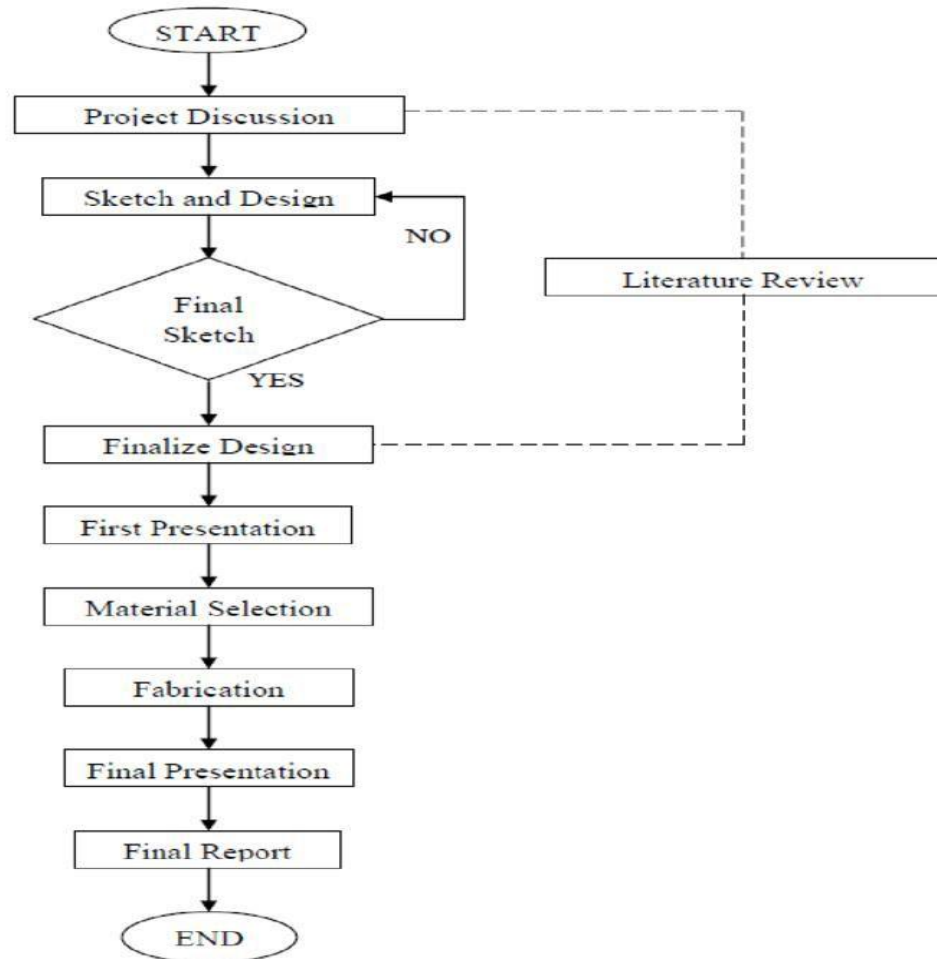 START
Project Discussion
Sketch and Design
NO
Literature Review
Final
Sketch
YES
Finalize Design
First Presentation
Material Selection
Fabrication
Final Presentation
Final Report
END